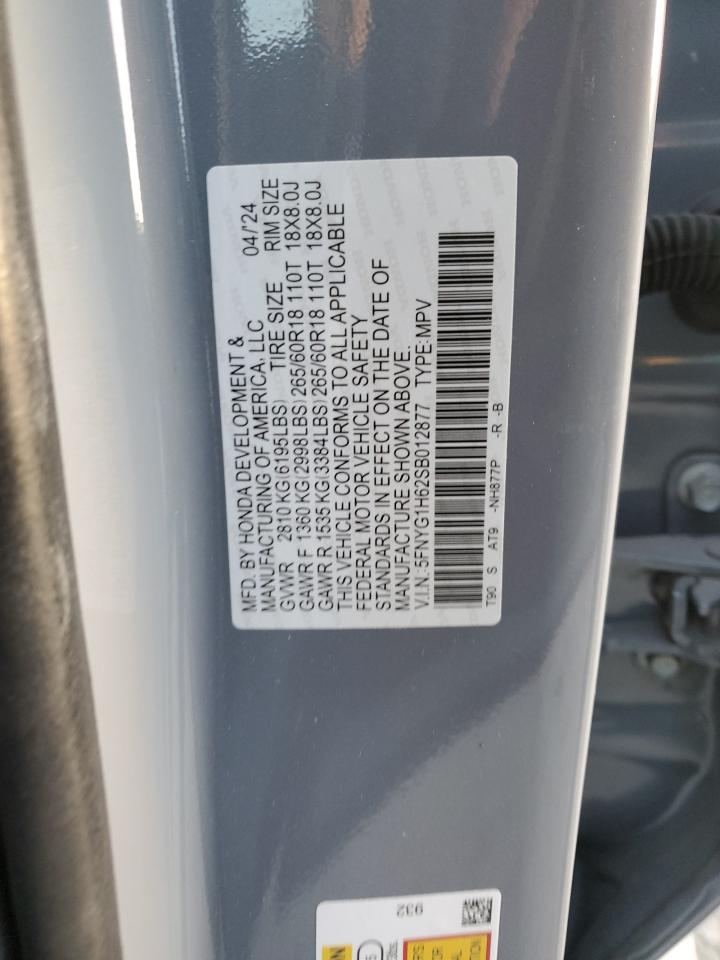 MFD. BY HONDA DEVELOPMENT &
MANUFACTURING OF AMERICA, LLC 04/'24
GVWR 2810 KG(6195LBS) TIRE SIZE RIM SIZE
GAWR F 1360 KG(2998LBS) 265/60R18 110T 18X8.0J
GAWR R 1535 KG(3384LBS) 265/60R18 110T 18X8.0J
THIS VEHICLE CONFORMS TO ALL APPLICABLE
FEDERAL MOTOR VEHICLE SAFETY
STANDARDS IN EFFECT ON THE DATE OF
MANUFACTURE SHOWN ABOVE.
V.I.N.:5FNYG1H62SB012877 TYPE:MPV
T90 S AT9 -NH877P -R -B
932